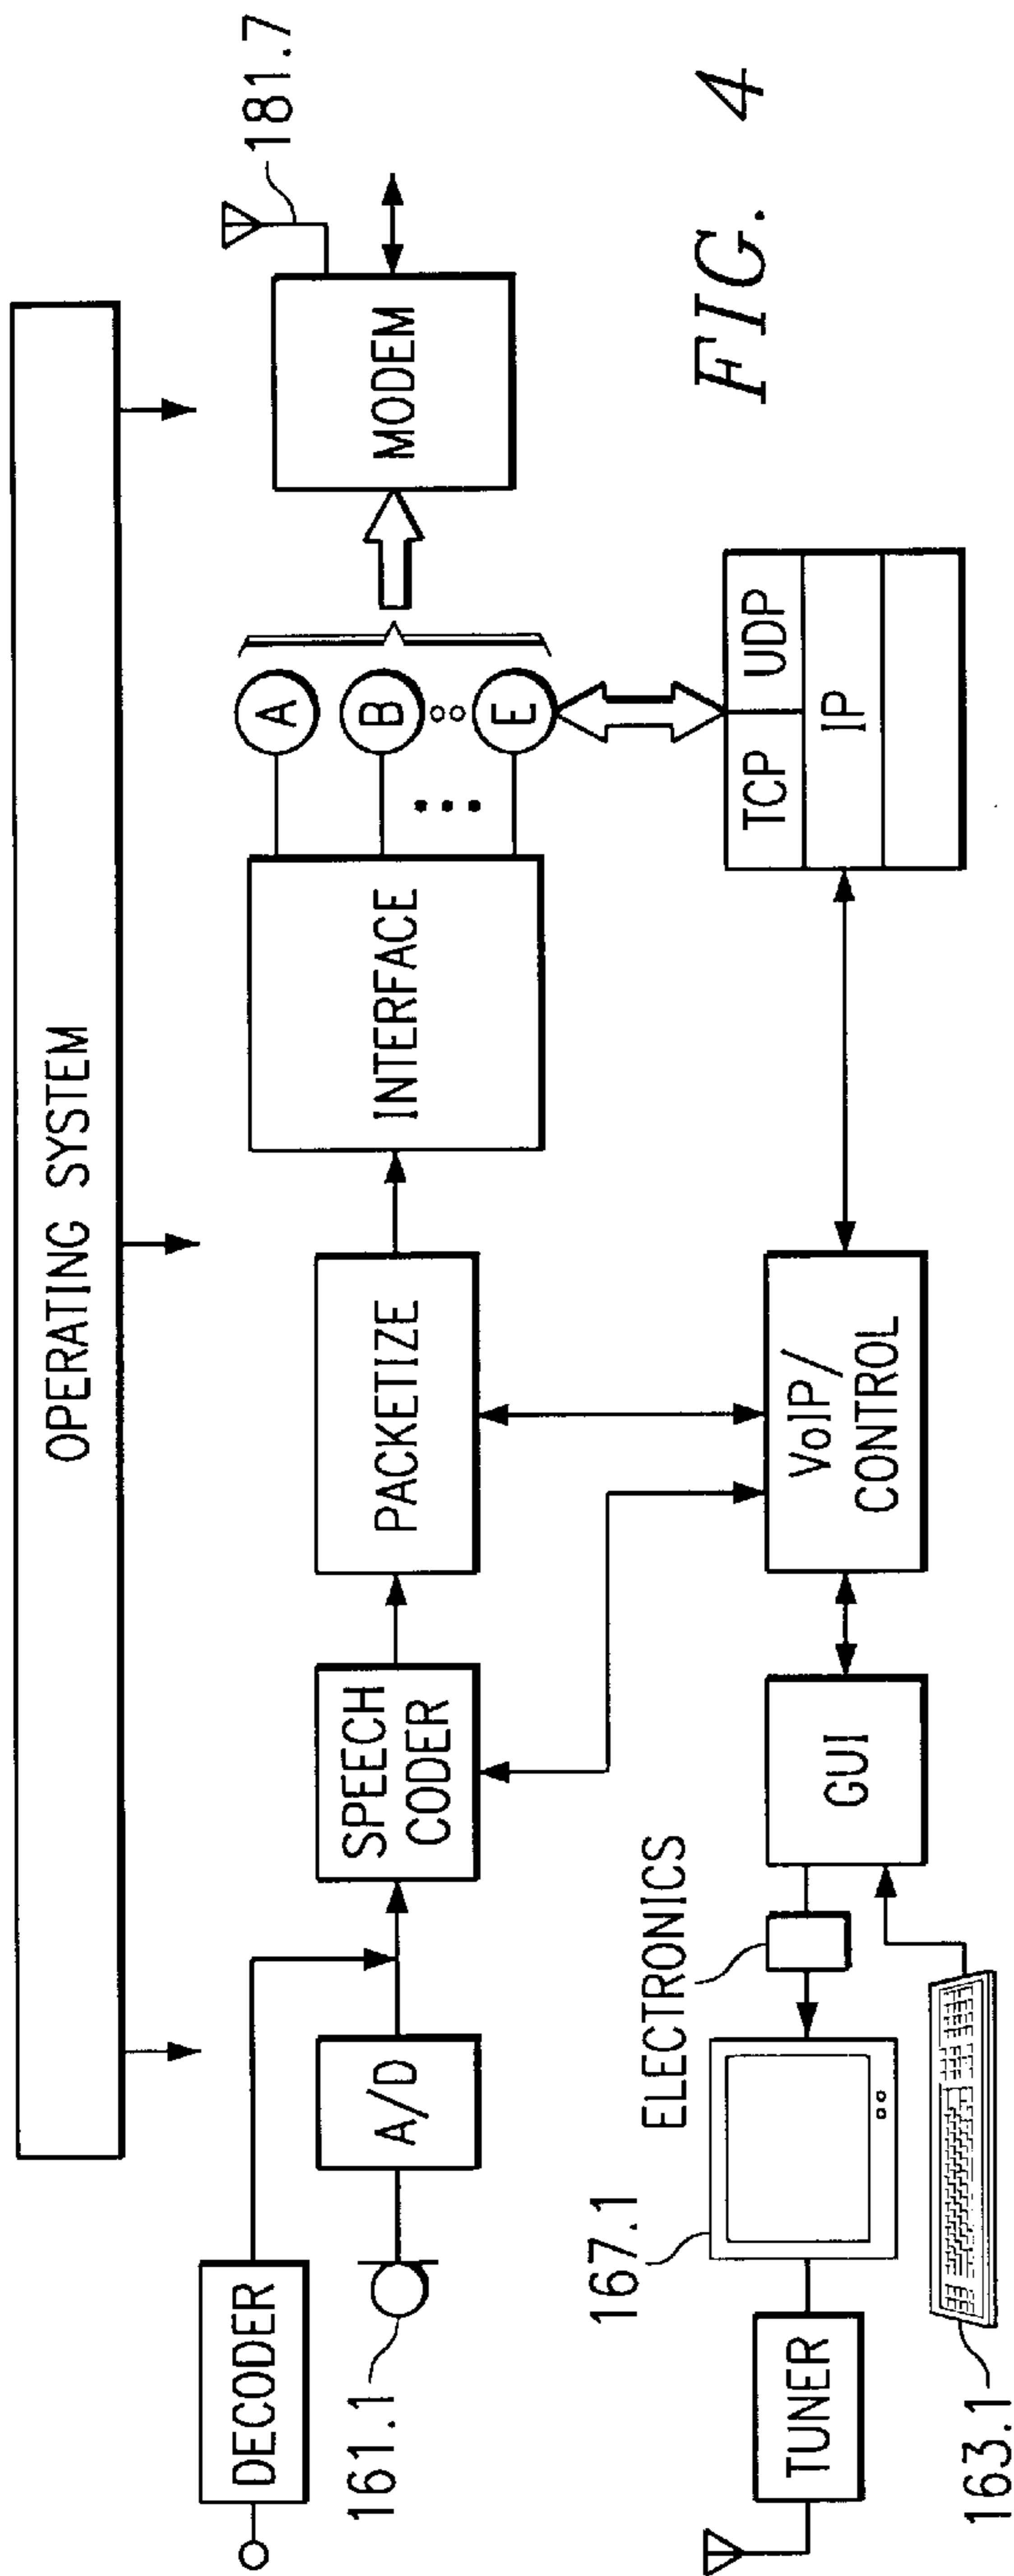 OPERATING SYSTEM
181.7
DECODER
161.1
A/D
SPEECH
CODER
PACKETIZE
INTERFACE
A
B
E
MODEM
TUNER
167.1
163.1
ELECTRONICS
GUI
VoIP/
CONTROL
TCP UDP
IP
FIG. 4